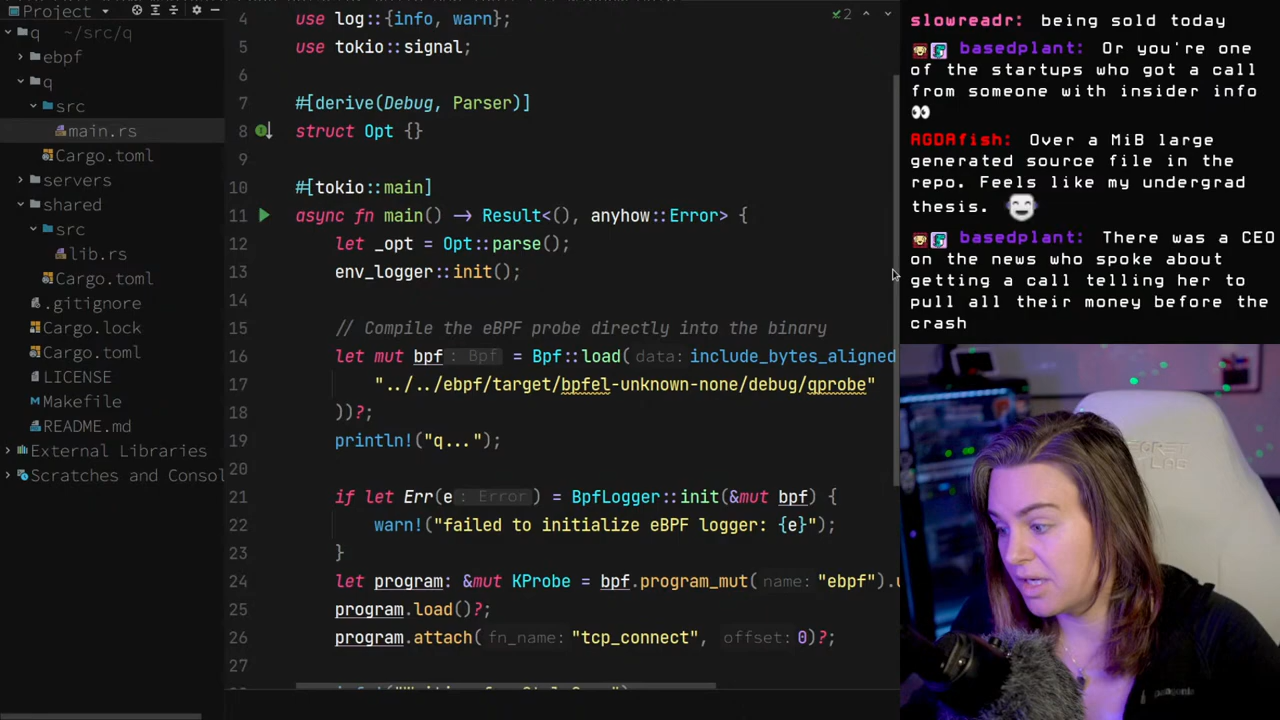 Project
q ~/src/q
ebpf
q
src
main.rs
Cargo.toml
servers
shared
src
lib.rs
Cargo.toml
.gitignore
Cargo.lock
Cargo.toml
LICENSE
Makefile
README.md
External Libraries
Scratches and Consol
4 use log::{info, warn};
5 use tokio::signal;
6
7 #[derive(Debug, Parser)]
8 struct Opt {}
9
10 #[tokio::main]
11 async fn main() → Result<(), anyhow::Error> {
12 let _opt = Opt::parse();
13 env_logger::init();
14
15 // Compile the eBPF probe directly into the binary
16 let mut bpf : Bpf = Bpf::load( data: include_bytes_aligned
17 "../../ebpf/target/bpfel-unknown-none/debug/qprobe"
18 ))?;
19 println!("q...");
20
21 if let Err(e : Error ) = BpfLogger::init(&mut bpf) {
22 warn!("failed to initialize eBPF logger: {e}");
23 }
24 let program: &mut KProbe = bpf.program_mut( name: "ebpf").u
25 program.load()?;
26 program.attach( fn_name: "tcp_connect", offset: 0)?;
27
2
slowreadr: being sold today
basedplant: Or you're one
of the startups who got a call
from someone with insider info
AGDAfish: Over a MiB large
generated source file in the
repo. Feels like my undergrad
thesis.
basedplant: There was a CEO
on the news who spoke about
getting a call telling her to
pull all their money before the
crash